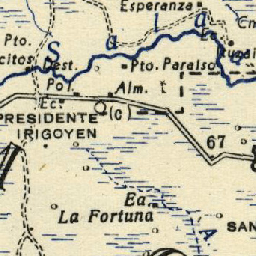 Esperanza
Pto.
citos
S a l a
Dest.
Pto. Paraiso
Pol.
Alm. t
Ec.
(c)
PRESIDENTE
IRIGOYEN
67
Ea.
La Fortuna
A
SAN